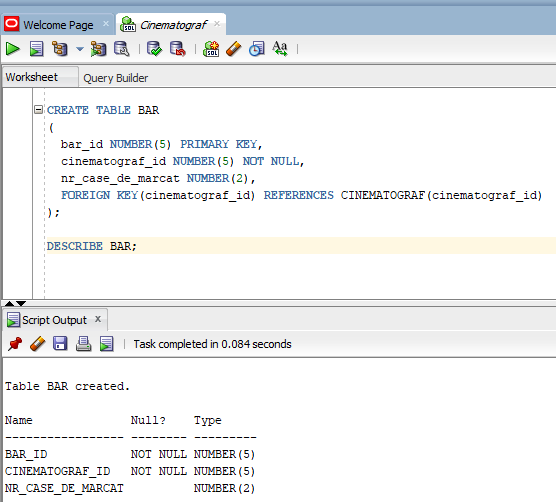 Welcome Page × Cinematograf ×
SQL
Aa
Worksheet Query Builder
CREATE TABLE BAR
(
bar_id NUMBER(5) PRIMARY KEY,
cinematograf_id NUMBER(5) NOT NULL,
nr_case_de_marcat NUMBER(2),
FOREIGN KEY(cinematograf_id) REFERENCES CINEMATOGRAF(cinematograf_id)
);
DESCRIBE BAR;
Script Output ×
Task completed in 0.084 seconds
Table BAR created.
Name Null? Type
----------------- -------- ---------
BAR_ID NOT NULL NUMBER(5)
CINEMATOGRAF_ID NOT NULL NUMBER(5)
NR_CASE_DE_MARCAT NUMBER(2)